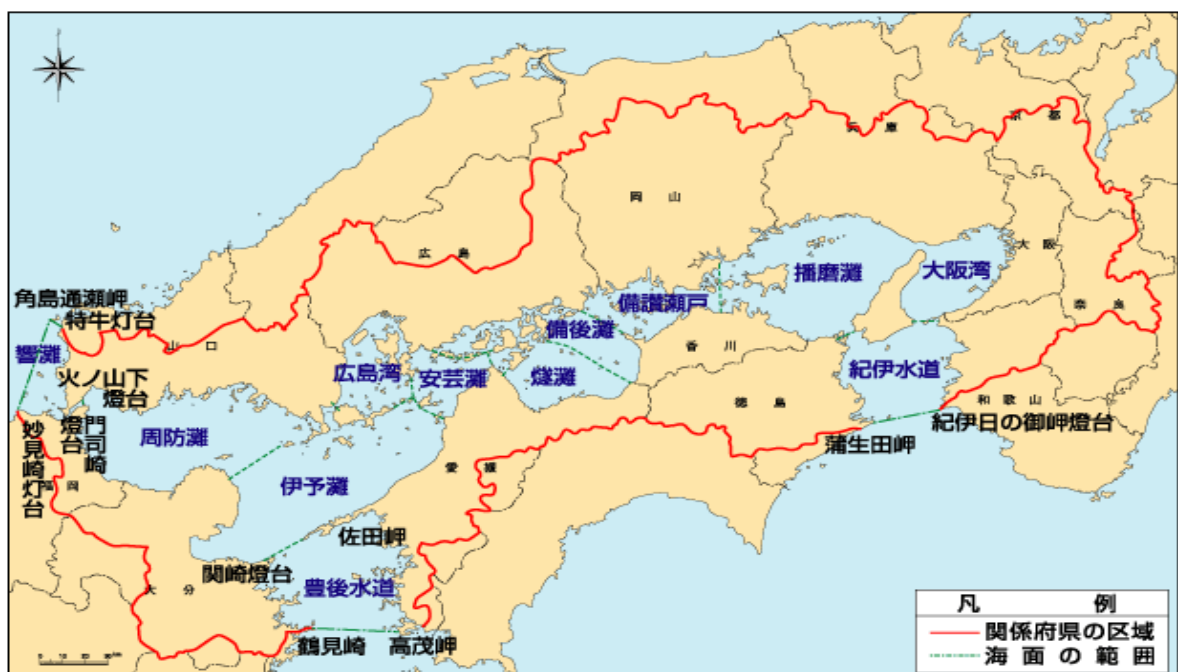 京都
兵庫
岡山
広島
大阪
播磨灘
大阪湾
備讃瀬戸
角島通瀬岬
特牛灯台
奈良
備後灘
山口
香川
響灘
火ノ山下
燈台
広島湾
安芸灘
燧灘
紀伊水道
徳島
和歌山
紀伊日の御岬燈台
蒲生田岬
周防灘
門司崎
燈台
妙見崎灯台
福岡
愛媛
伊予灘
佐田岬
関崎燈台
大分
豊後水道
鶴見崎
高茂岬
凡例
関係府県の区域
海面の範囲